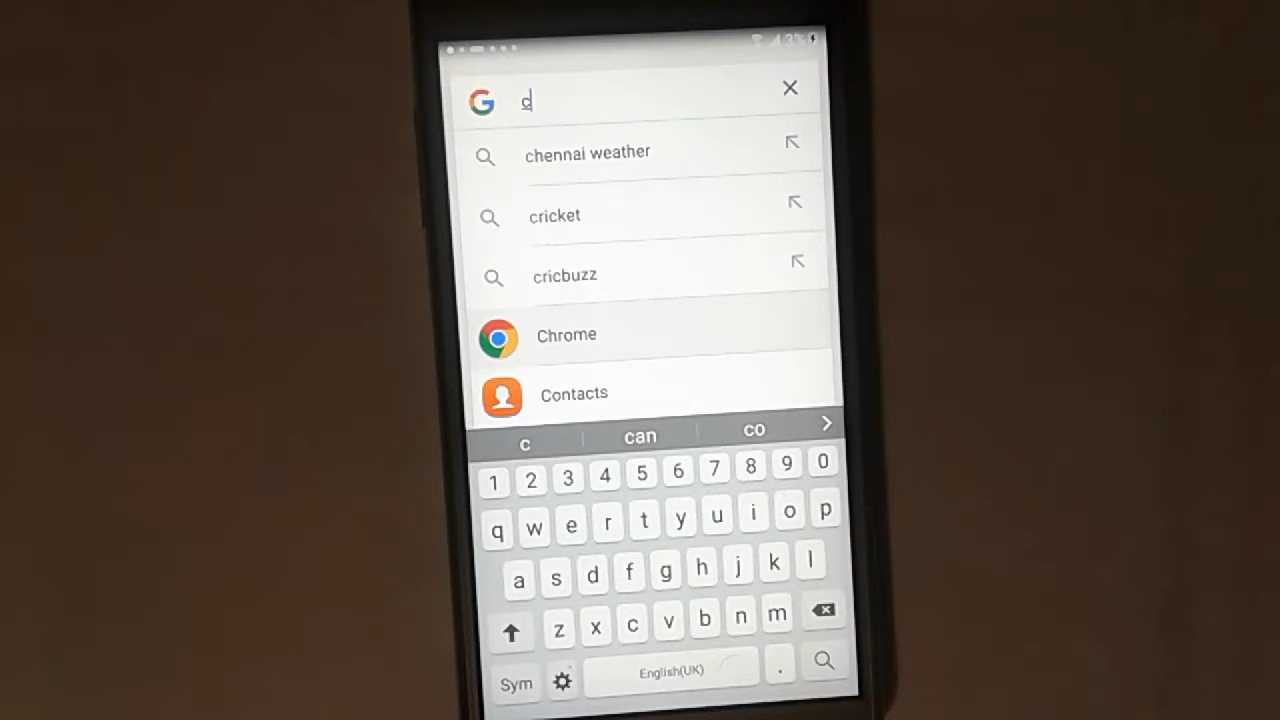 3%
c
chennai weather
cricket
cricbuzz
Chrome
Contacts
c can co
1 2 3 4 5 6 7 8 9 0
q w e r t y u i o p
a s d f g h j k l
z x c v b n m
Sym English(UK) .